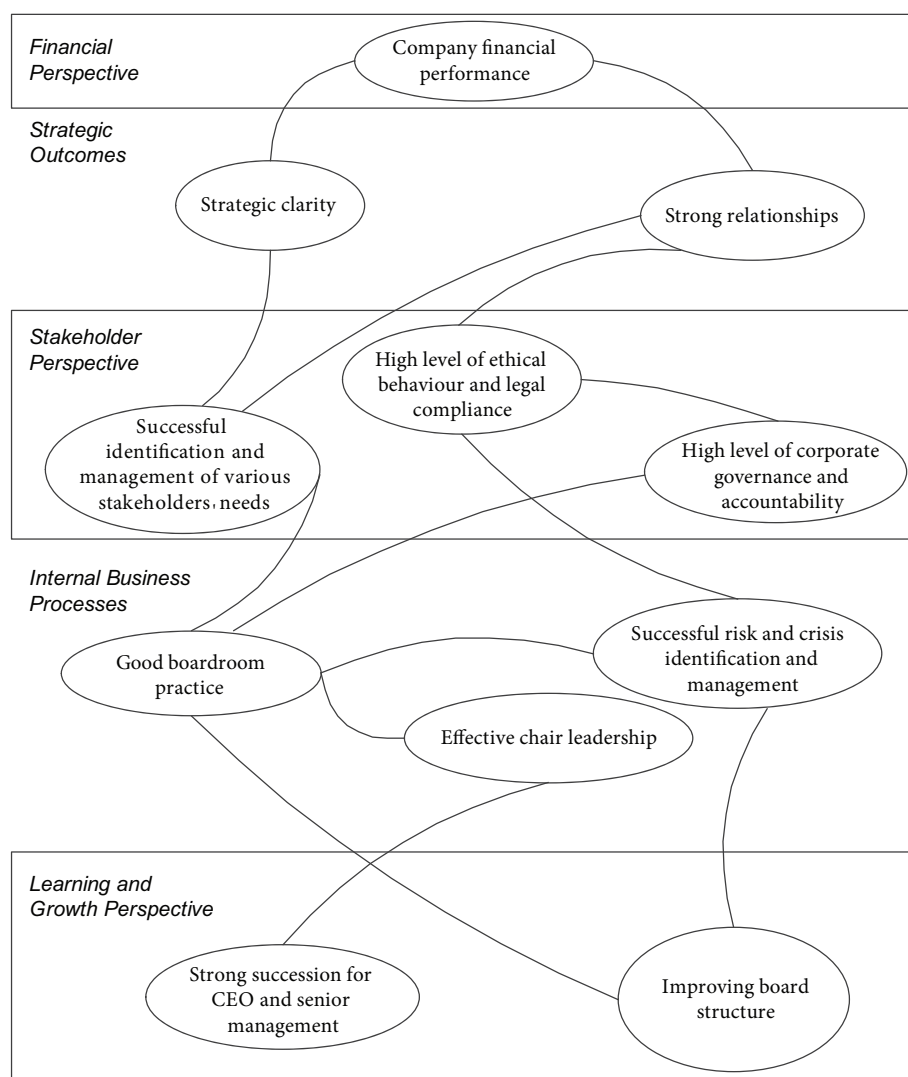 Financial
Perspective
Company financial
performance
Strategic
Outcomes
Strategic clarity
Strong relationships
Stakeholder
Perspective
High level of ethical
behaviour and legal
compliance
Successful
identification and
management of various
stakeholders, needs
High level of corporate
governance and
accountability
Internal Business
Processes
Good boardroom
practice
Successful risk and crisis
identification and
management
Effective chair leadership
Learning and
Growth Perspective
Strong succession for
CEO and senior
management
Improving board
structure